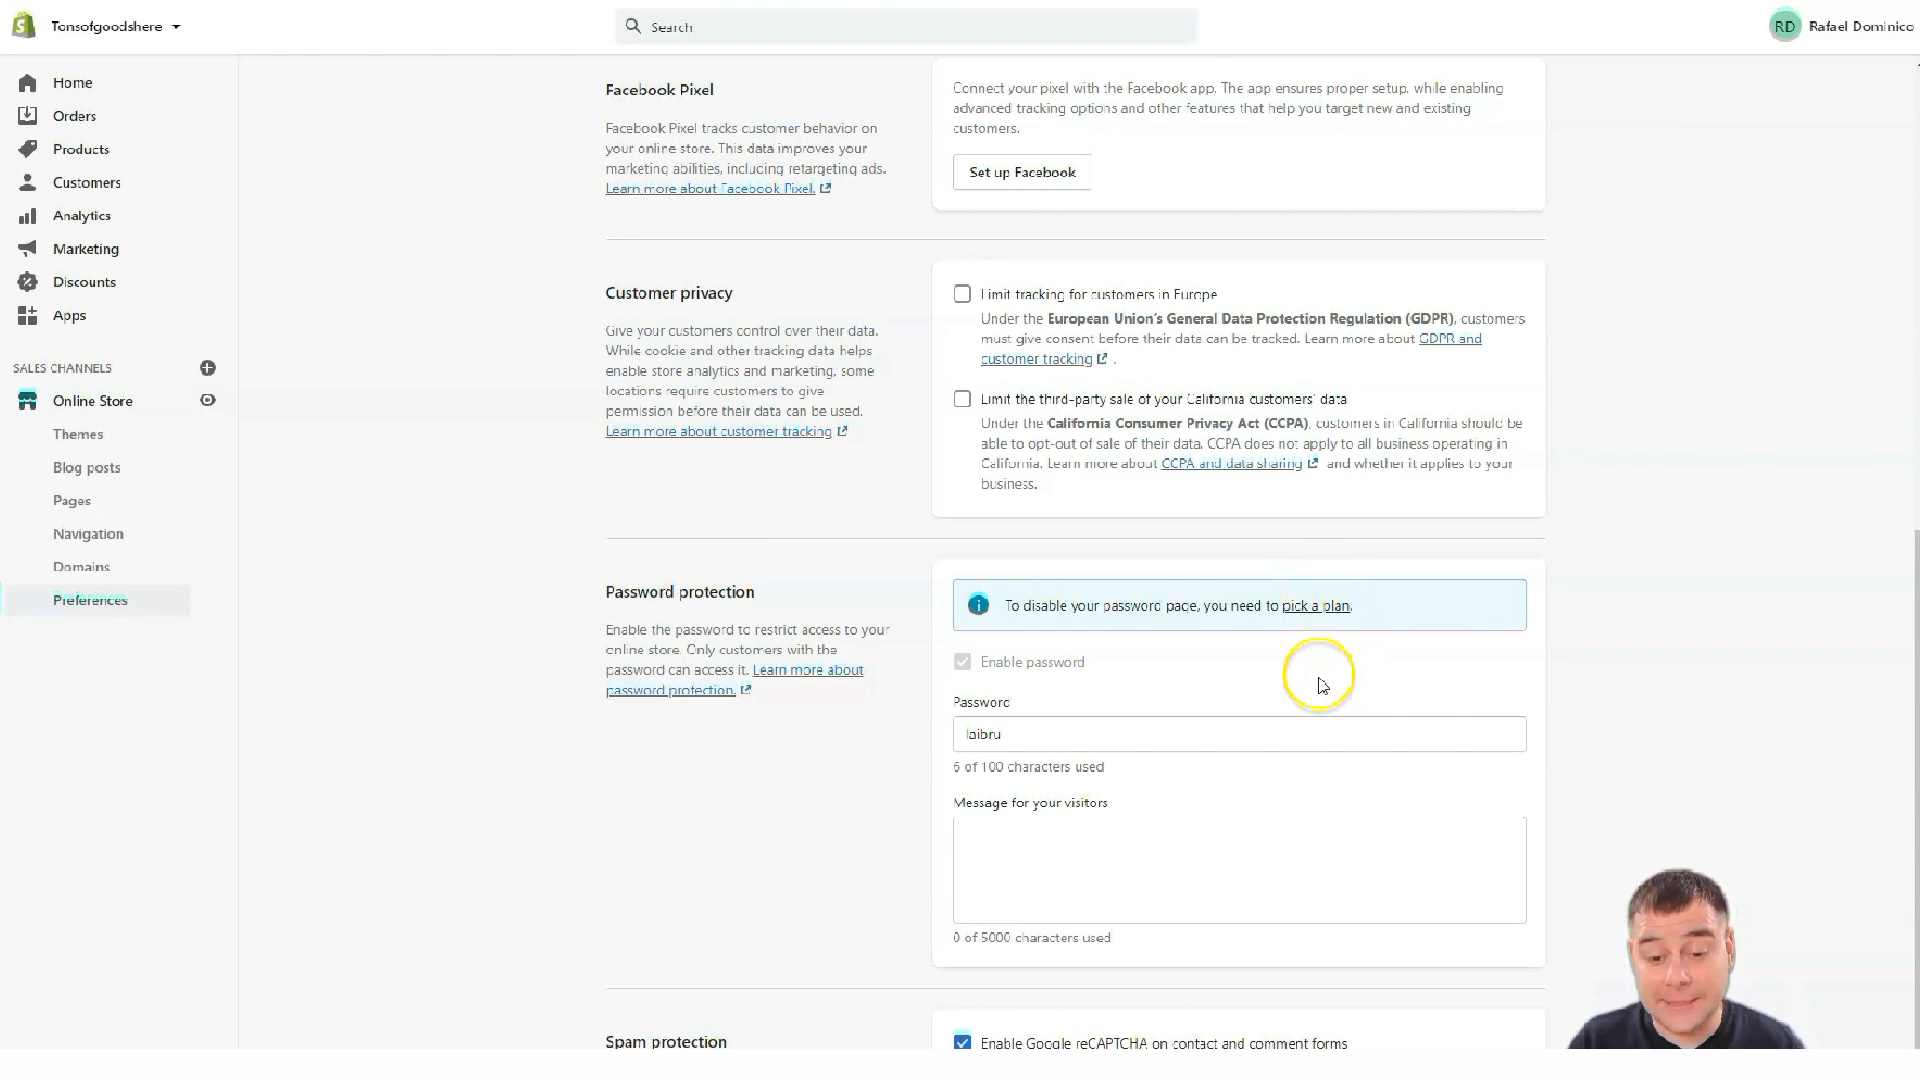 Tonsofgoodshere
Search
RD Rafael Dominico
Home
Orders
Products
Customers
Analytics
Marketing
Discounts
Apps
SALES CHANNELS
Online Store
Themes
Blog posts
Pages
Navigation
Domains
Preferences
Facebook Pixel
Facebook Pixel tracks customer behavior on
your online store. This data improves your
marketing abilities, including retargeting ads.
Learn more about Facebook Pixel.
Connect your pixel with the Facebook app. The app ensures proper setup, while enabling
advanced tracking options and other features that help you target new and existing
customers.
Set up Facebook
Customer privacy
Give your customers control over their data.
While cookie and other tracking data helps
enable store analytics and marketing, some
locations require customers to give
permission before their data can be used.
Learn more about customer tracking
Limit tracking for customers in Europe
Under the European Union's General Data Protection Regulation (GDPR), customers
must give consent before their data can be tracked. Learn more about GDPR and
customer tracking .
Limit the third-party sale of your California customers' data
Under the California Consumer Privacy Act (CCPA), customers in California should be
able to opt-out of sale of their data. CCPA does not apply to all business operating in
California. Learn more about CCPA and data sharing and whether it applies to your
business.
Password protection
Enable the password to restrict access to your
online store. Only customers with the
password can access it. Learn more about
password protection.
To disable your password page, you need to pick a plan.
Enable password
Password
laibru
6 of 100 characters used
Message for your visitors
0 of 5000 characters used
Spam protection
Enable Google reCAPTCHA on contact and comment forms